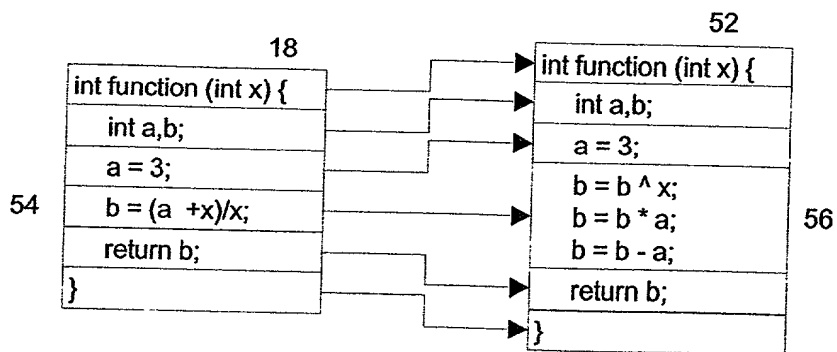 18
int function (int x) {
int a,b;
a = 3;
54
b = (a +x)/x;
return b;
}
52
int function (int x) {
int a,b;
a = 3;
b = b ^ x;
b = b * a;
56
b = b - a;
return b;
}